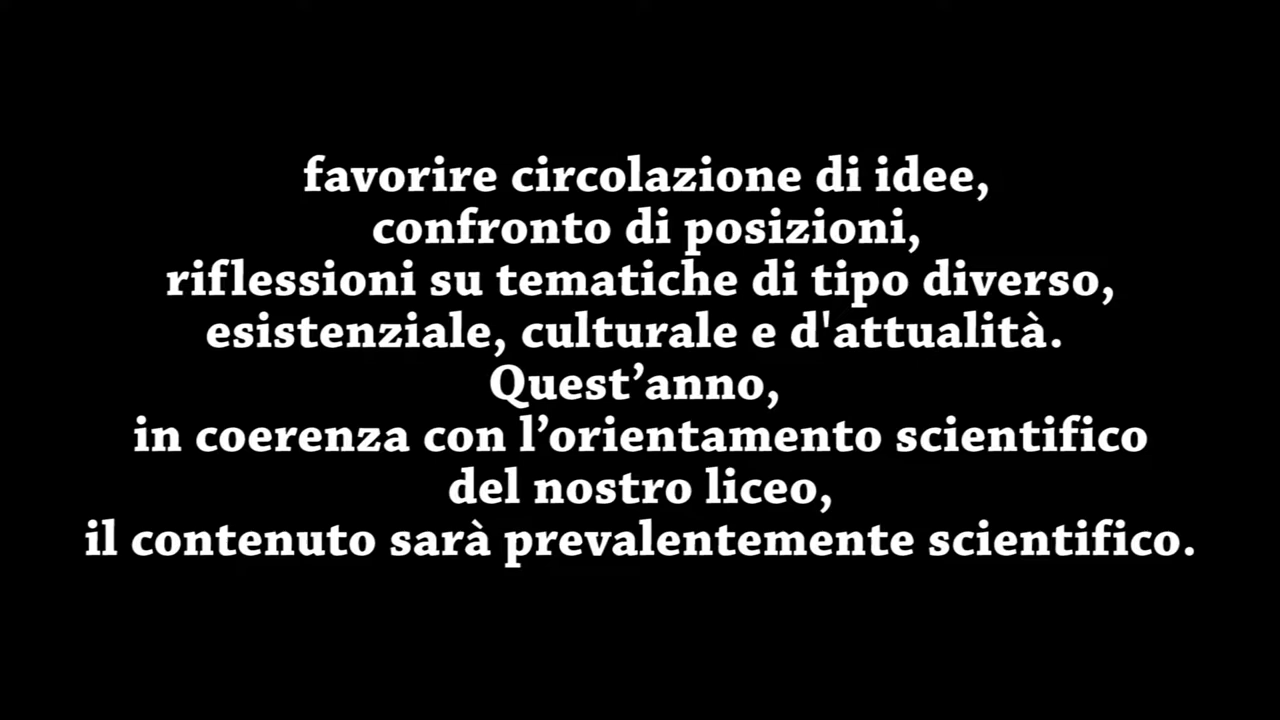 favorire circolazione di idee,
confronto di posizioni,
riflessioni su tematiche di tipo diverso,
esistenziale, culturale e d'attualità.
Quest’anno,
in coerenza con l’orientamento scientifico
del nostro liceo,
il contenuto sarà prevalentemente scientifico.